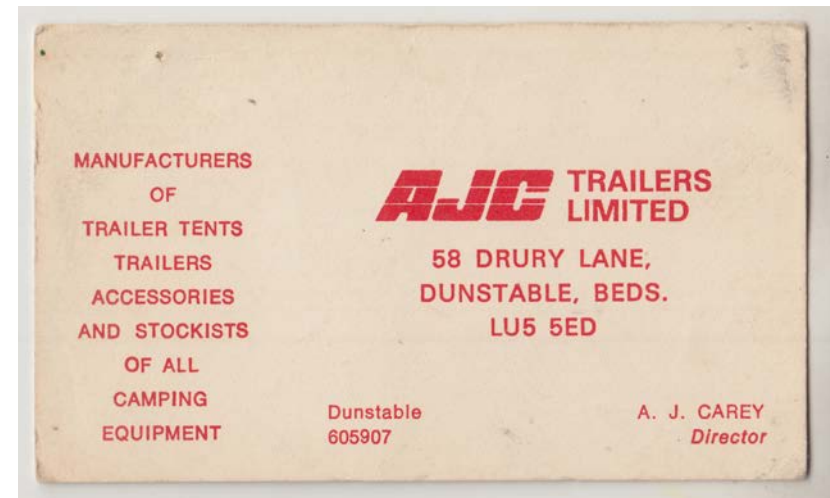 MANUFACTURERS
OF
TRAILER TENTS
TRAILERS
ACCESSORIES
AND STOCKISTS
OF ALL
CAMPING
EQUIPMENT
AJC TRAILERS
LIMITED
58 DRURY LANE,
DUNSTABLE, BEDS.
LU5 5ED
Dunstable
605907
A. J. CAREY
Director